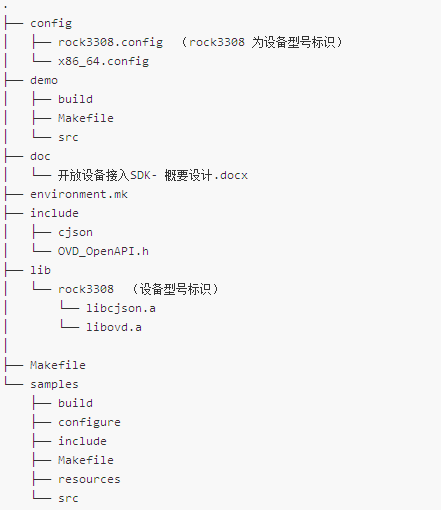 .
├── config
│   ├── rock3308.config  （rock3308 为设备型号标识）
│   └── x86_64.config
├── demo
│   ├── build
│   ├── Makefile
│   └── src
├── doc
│   └── 开放设备接入SDK- 概要设计.docx
├── environment.mk
├── include
│   ├── cjson
│   └── OVD_OpenAPI.h
├── lib
│   └── rock3308  （设备型号标识）
│       └── libcjson.a
│       └── libovd.a
│
├── Makefile
└── samples
    ├── build
    ├── configure
    ├── include
    ├── Makefile
    ├── resources
    └── src